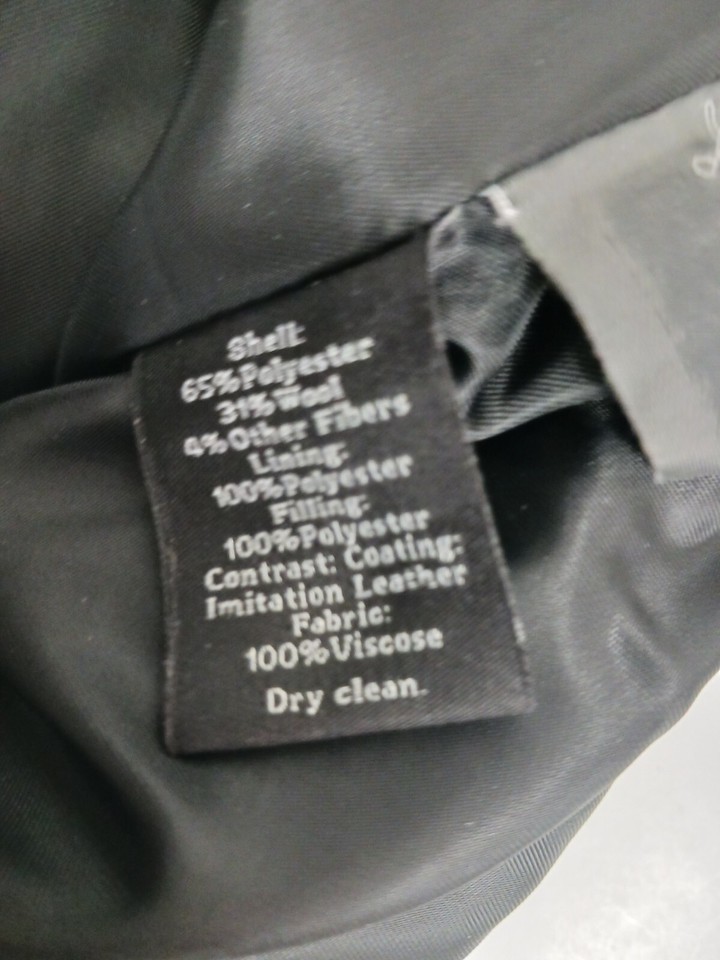 Shell:
65%Polyester
31%Wool
4%Other Fibers
Lining:
100%Polyester
Filling:
100%Polyester
Contrast: Coating:
Imitation Leather
Fabric:
100%Viscose
Dry clean.